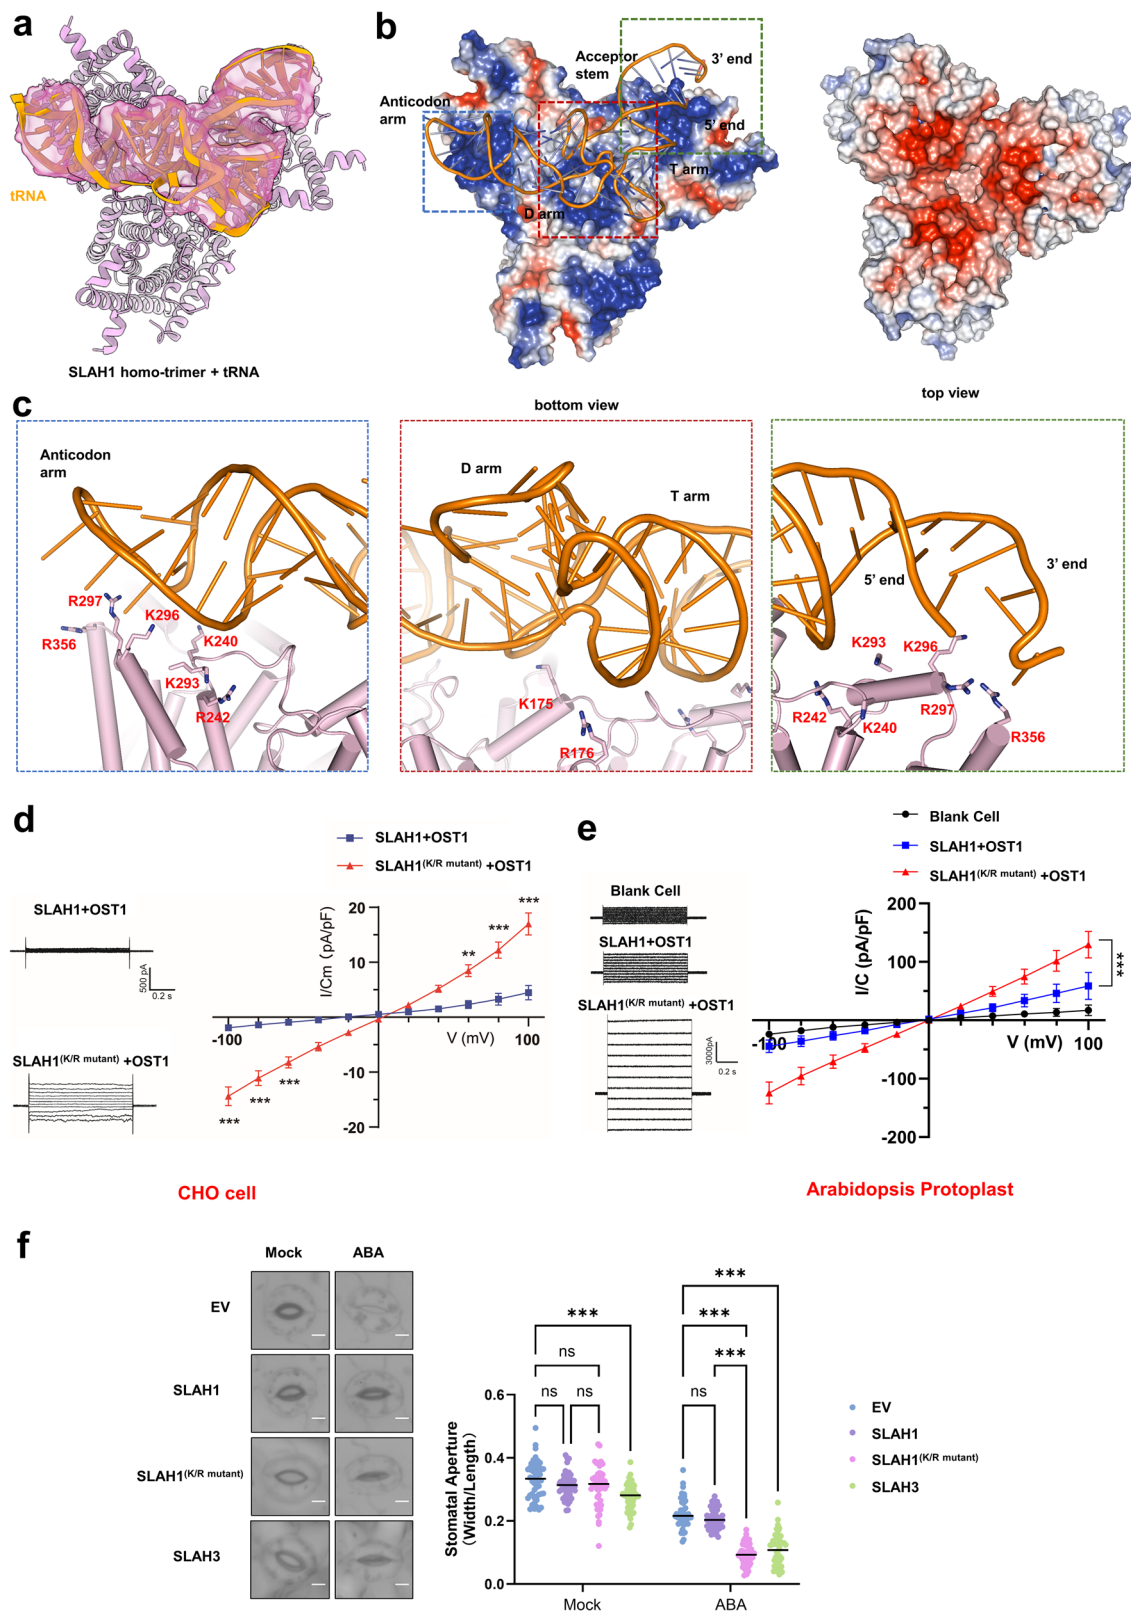 a
tRNA
SLAH1 homo-trimer + tRNA
b
Acceptor
stem
3’ end
Anticodon
arm
5’ end
T arm
D arm
bottom view
top view
c
Anticodon
arm
R297
K296
R356
K240
K293
R242
D arm
T arm
K175
R176
5’ end
3’ end
K293
K296
R242
K240
R297
R356
d
SLAH1+OST1
SLAH1(K/R mutant) +OST1
SLAH1+OST1
500 pA
0.2 s
SLAH1(K/R mutant) +OST1
I/Cm (pA/pF)
20
10
-10
-20
-100
V (mV)
100
***
***
**
***
***
***
CHO cell
e
Blank Cell
SLAH1+OST1
SLAH1(K/R mutant) +OST1
Blank Cell
SLAH1+OST1
SLAH1(K/R mutant) +OST1
3000pA
0.2 s
I/C (pA/pF)
200
100
-100
-200
-100
V (mV)
100
***
Arabidopsis Protoplast
f
Mock
ABA
EV
SLAH1
SLAH1(K/R mutant)
SLAH3
Stomatal Aperture
(Width/Length)
0.6
0.4
0.2
0.0
***
ns
ns
ns
***
***
***
ns
Mock
ABA
EV
SLAH1
SLAH1(K/R mutant)
SLAH3